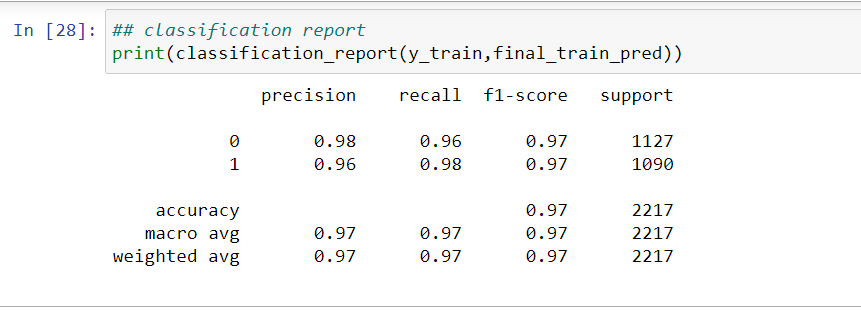 In [28]: ## classification report
print(classification_report(y_train,final_train_pred))
precision recall f1-score support
0 0.98 0.96 0.97 1127
1 0.96 0.98 0.97 1090
accuracy 0.97 2217
macro avg 0.97 0.97 0.97 2217
weighted avg 0.97 0.97 0.97 2217